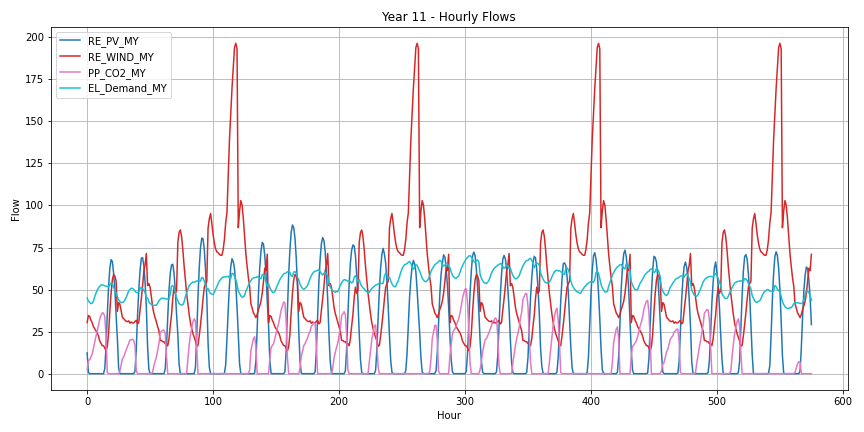 Year 11 - Hourly Flows
RE_PV_MY
RE_WIND_MY
PP_CO2_MY
EL_Demand_MY
Flow
200
175
150
125
100
75
50
25
0
0 100 200 300 400 500 600
Hour